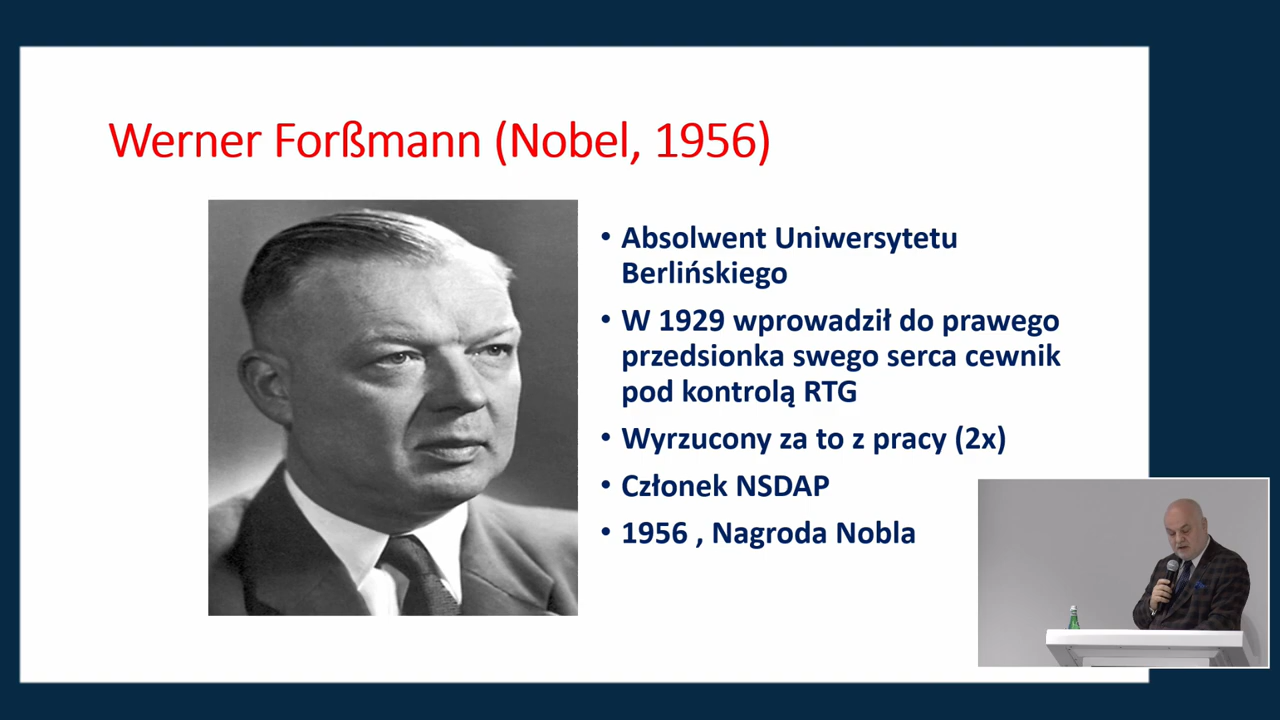 Werner Forßmann (Nobel, 1956)
• Absolwent Uniwersytetu
Berlińskiego
• W 1929 wprowadził do prawego
przedsionka swego serca cewnik
pod kontrolą RTG
• Wyrzucony za to z pracy (2x)
• Członek NSDAP
• 1956 , Nagroda Nobla